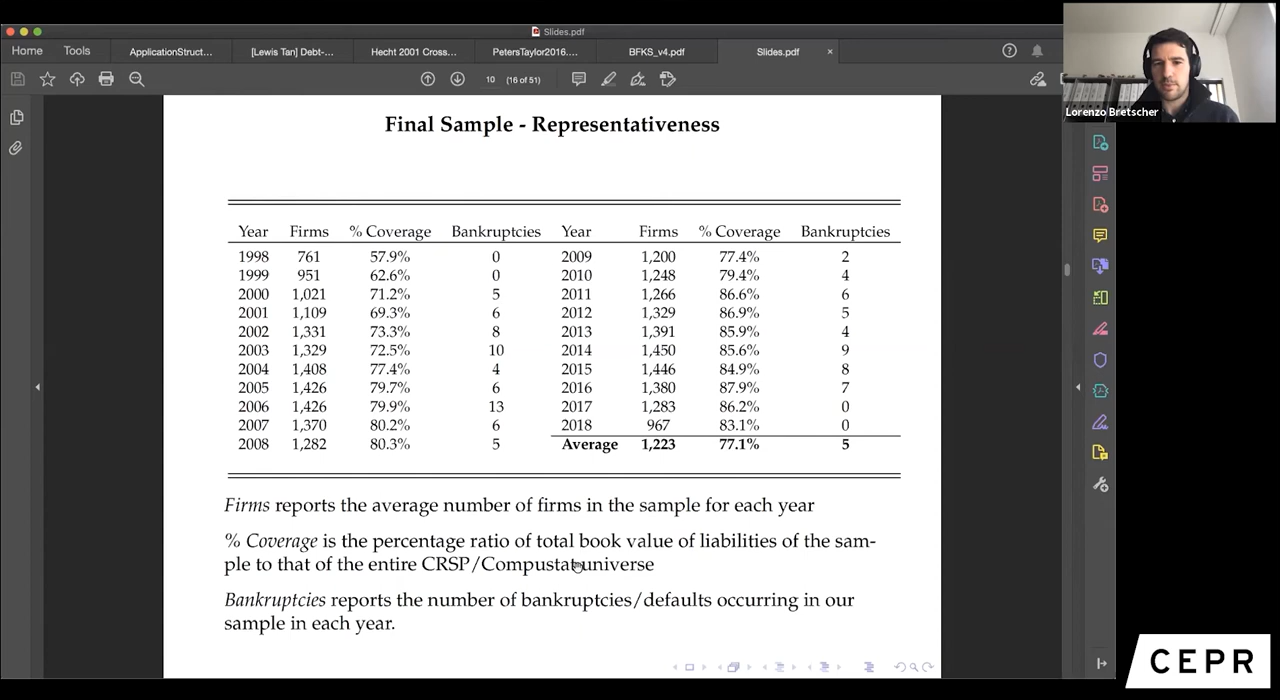 Slides.pdf
Home Tools ApplicationStruct... [Lewis Tan] Debt-... Hecht 2001 Cross... PetersTaylor2016.... BFKS_v4.pdf Slides.pdf ×
10 (16 of 51)
Lorenzo Bretscher
Final Sample - Representativeness
Year Firms % Coverage Bankruptcies Year Firms % Coverage Bankruptcies
1998 761 57.9% 0 2009 1,200 77.4% 2
1999 951 62.6% 0 2010 1,248 79.4% 4
2000 1,021 71.2% 5 2011 1,266 86.6% 6
2001 1,109 69.3% 6 2012 1,329 86.9% 5
2002 1,331 73.3% 8 2013 1,391 85.9% 4
2003 1,329 72.5% 10 2014 1,450 85.6% 9
2004 1,408 77.4% 4 2015 1,446 84.9% 8
2005 1,426 79.7% 6 2016 1,380 87.9% 7
2006 1,426 79.9% 13 2017 1,283 86.2% 0
2007 1,370 80.2% 6 2018 967 83.1% 0
2008 1,282 80.3% 5 Average 1,223 77.1% 5
Firms reports the average number of firms in the sample for each year
% Coverage is the percentage ratio of total book value of liabilities of the sam-
ple to that of the entire CRSP/Compustat universe
Bankruptcies reports the number of bankruptcies/defaults occurring in our
sample in each year.
CEPR